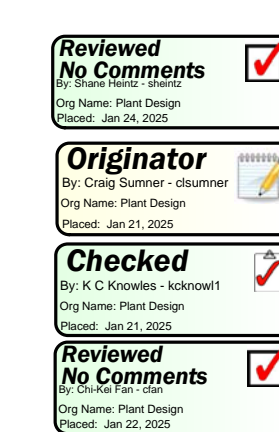 Reviewed
No Comments
By: Shane Heintz - sheintz
Org Name: Plant Design
Placed: Jan 24, 2025
Originator
By: Craig Sumner - clsumner
Org Name: Plant Design
Placed: Jan 21, 2025
Checked
By: K C Knowles - kcknowl1
Org Name: Plant Design
Placed: Jan 21, 2025
Reviewed
No Comments
By: Chi-Kei Fan - cfan
Org Name: Plant Design
Placed: Jan 22, 2025